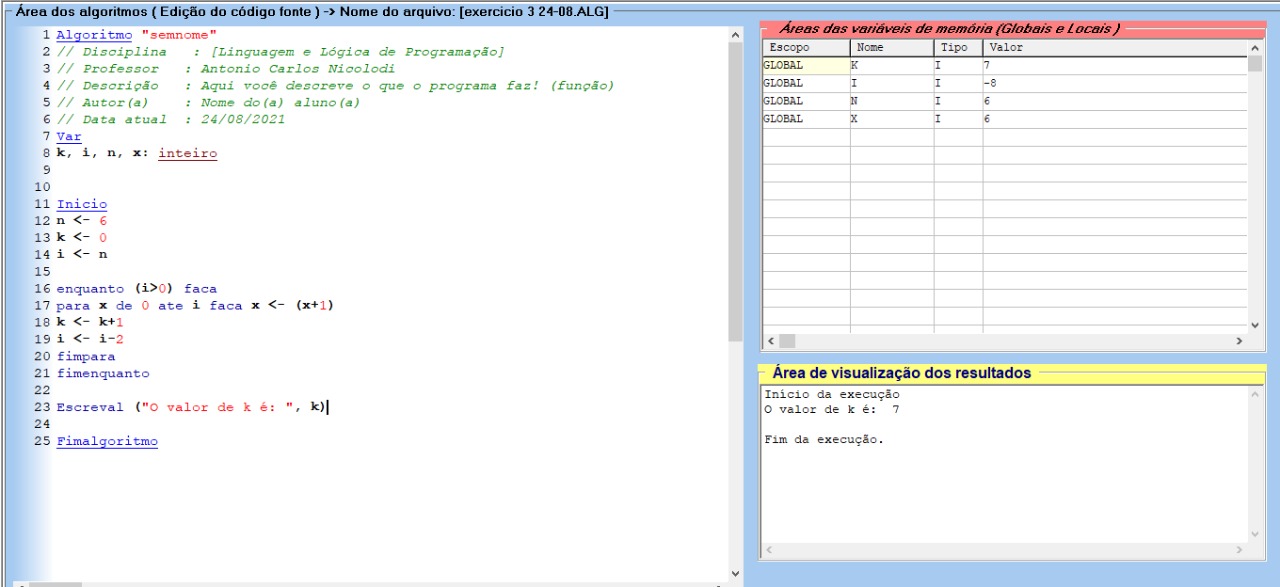 Área dos algoritmos ( Edição do código fonte ) -> Nome do arquivo: [exercicio 3 24-08.ALG]
1 Algoritmo "semnome"
2 // Disciplina   : [Linguagem e Lógica de Programação]
3 // Professor   : Antonio Carlos Nicolodi
4 // Descrição   : Aqui você descreve o que o programa faz! (função)
5 // Autor(a)    : Nome do(a) aluno(a)
6 // Data atual  : 24/08/2021
7 Var
8 k, i, n, x: inteiro
9
10
11 Inicio
12 n <- 6
13 k <- 0
14 i <- n
15
16 enquanto (i>0) faca
17 para x de 0 ate i faca x <- (x+1)
18 k <- k+1
19 i <- i-2
20 fimpara
21 fimenquanto
22
23 Escreval ("O valor de k é: ", k)
24
25 Fimalgoritmo
Áreas das variáveis de memória (Globais e Locais )
Escopo Nome Tipo Valor
GLOBAL K I 7
GLOBAL I I -8
GLOBAL N I 6
GLOBAL X I 6
Área de visualização dos resultados
Início da execução
O valor de k é:  7
Fim da execução.